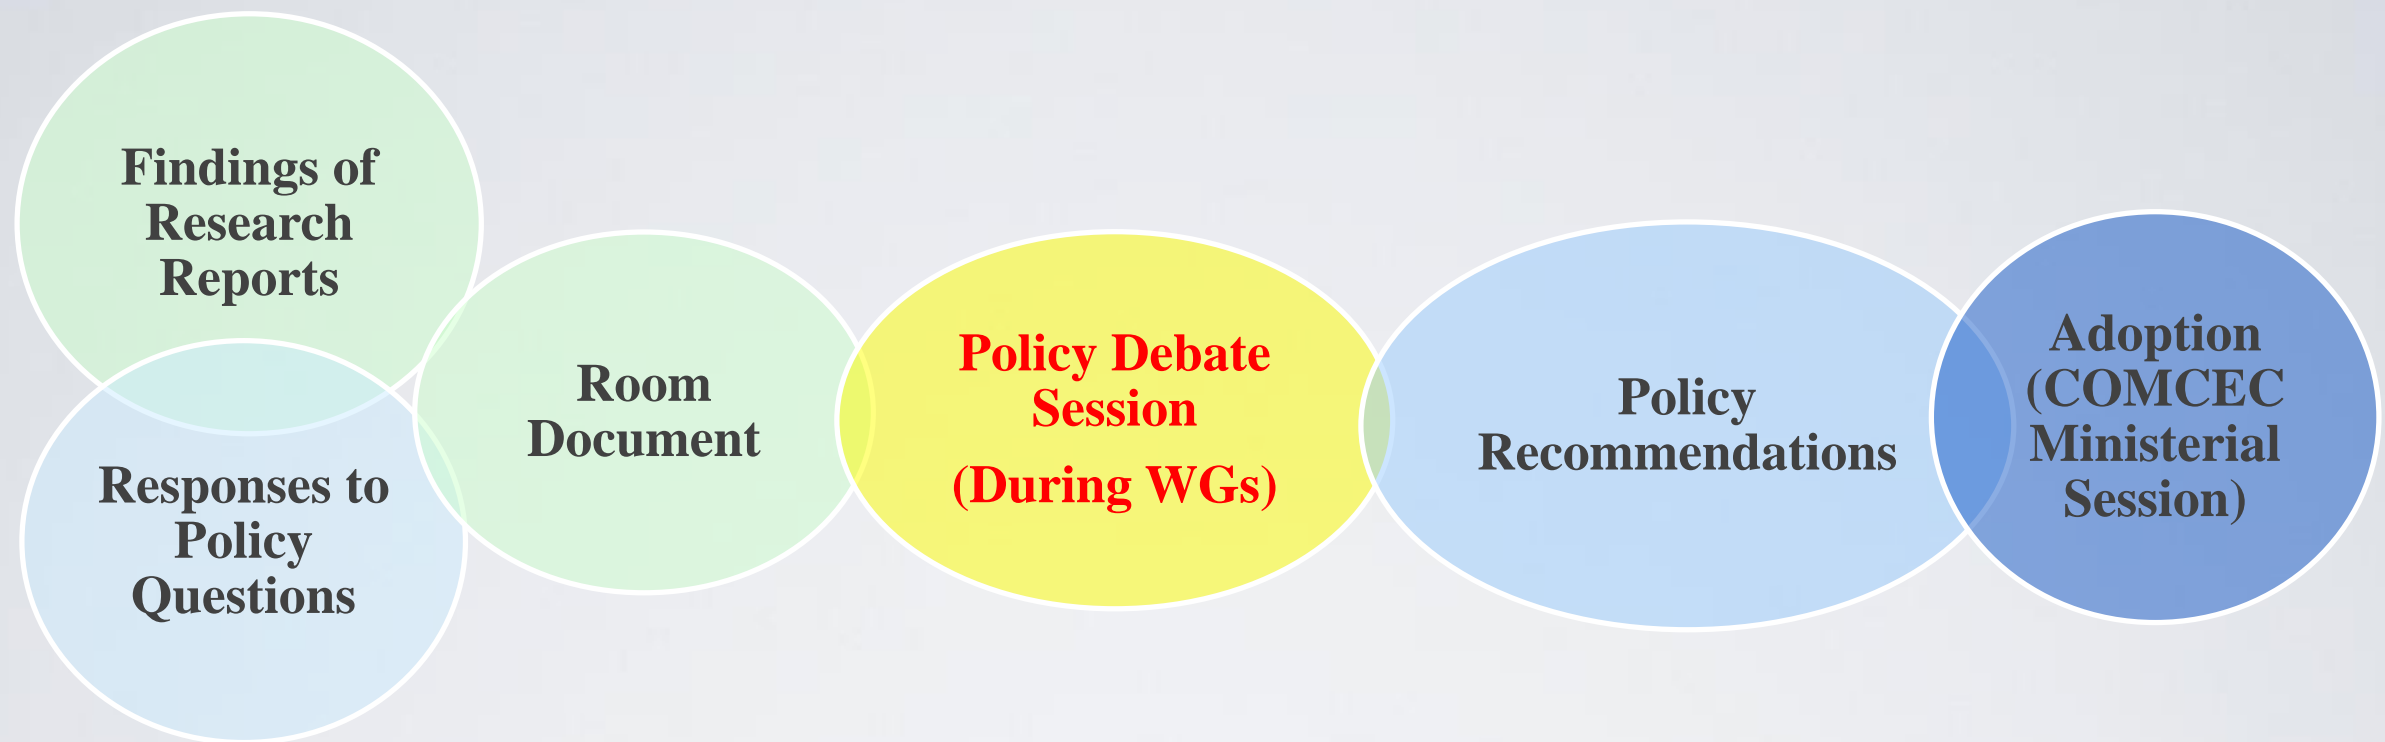 Findings of
Research
Reports
Responses to
Policy
Questions
Room
Document
Policy Debate
Session
(During WGs)
Policy
Recommendations
Adoption
(COMCEC
Ministerial
Session)